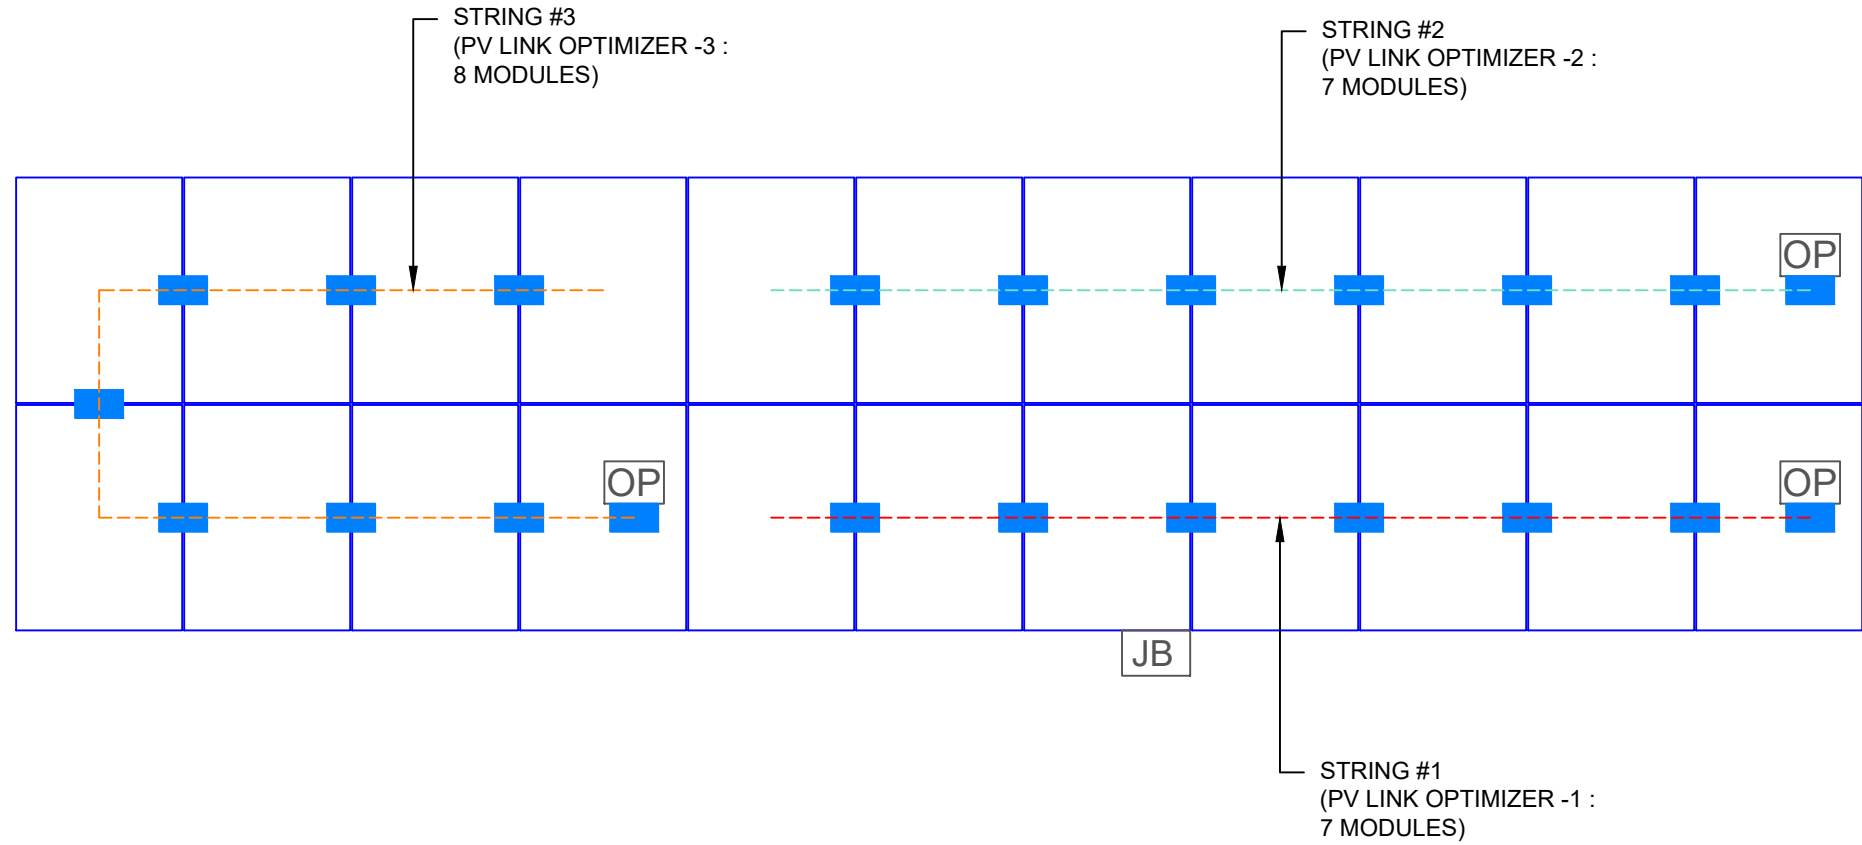 STRING #3
(PV LINK OPTIMIZER -3 :
8 MODULES)
STRING #2
(PV LINK OPTIMIZER -2 :
7 MODULES)
OP
OP
OP
JB
STRING #1
(PV LINK OPTIMIZER -1 :
7 MODULES)